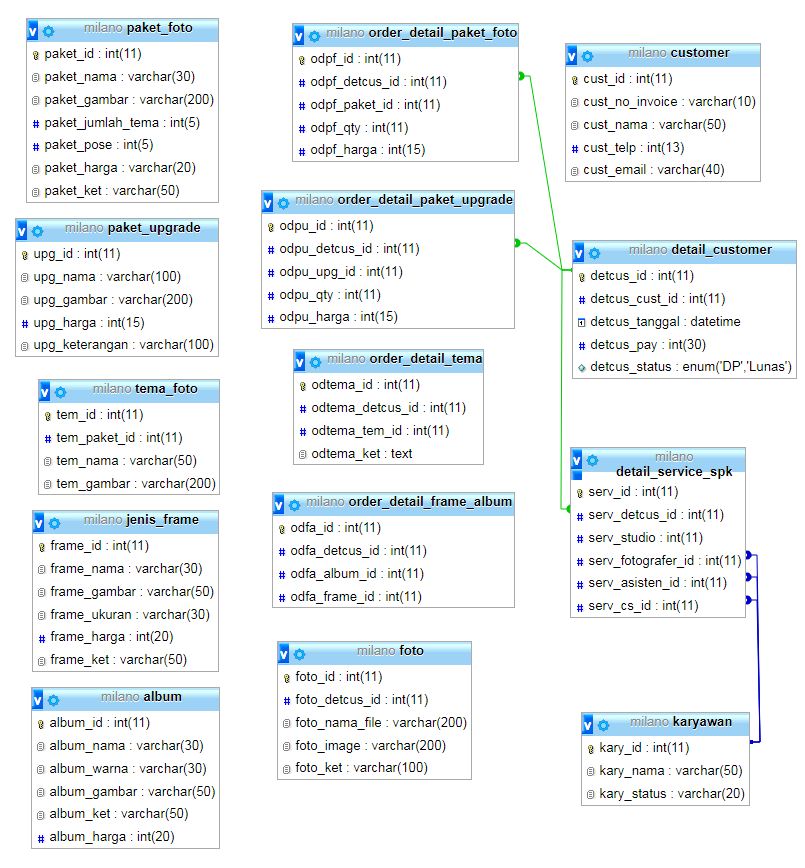 milano paket_foto
paket_id : int(11)
paket_nama : varchar(30)
paket_gambar : varchar(200)
paket_jumlah_tema : int(5)
paket_pose : int(5)
paket_harga : varchar(20)
paket_ket : varchar(50)
milano paket_upgrade
upg_id : int(11)
upg_nama : varchar(100)
upg_gambar : varchar(200)
upg_harga : int(15)
upg_keterangan : varchar(100)
milano tema_foto
tem_id : int(11)
tem_paket_id : int(11)
tem_nama : varchar(50)
tem_gambar : varchar(200)
milano jenis_frame
frame_id : int(11)
frame_nama : varchar(30)
frame_gambar : varchar(50)
frame_ukuran : varchar(30)
frame_harga : int(20)
frame_ket : varchar(50)
milano album
album_id : int(11)
album_nama : varchar(30)
album_warna : varchar(30)
album_gambar : varchar(50)
album_ket : varchar(50)
album_harga : int(20)
milano order_detail_paket_foto
odpf_id : int(11)
odpf_detcus_id : int(11)
odpf_paket_id : int(11)
odpf_qty : int(11)
odpf_harga : int(15)
milano order_detail_paket_upgrade
odpu_id : int(11)
odpu_detcus_id : int(11)
odpu_upg_id : int(11)
odpu_qty : int(11)
odpu_harga : int(15)
milano order_detail_tema
odtema_id : int(11)
odtema_detcus_id : int(11)
odtema_tem_id : int(11)
odtema_ket : text
milano order_detail_frame_album
odfa_id : int(11)
odfa_detcus_id : int(11)
odfa_album_id : int(11)
odfa_frame_id : int(11)
milano foto
foto_id : int(11)
foto_detcus_id : int(11)
foto_nama_file : varchar(200)
foto_image : varchar(200)
foto_ket : varchar(100)
milano customer
cust_id : int(11)
cust_no_invoice : varchar(10)
cust_nama : varchar(50)
cust_telp : int(13)
cust_email : varchar(40)
milano detail_customer
detcus_id : int(11)
detcus_cust_id : int(11)
detcus_tanggal : datetime
detcus_pay : int(30)
detcus_status : enum('DP','Lunas')
milano
detail_service_spk
serv_id : int(11)
serv_detcus_id : int(11)
serv_studio : int(11)
serv_fotografer_id : int(11)
serv_asisten_id : int(11)
serv_cs_id : int(11)
milano karyawan
kary_id : int(11)
kary_nama : varchar(50)
kary_status : varchar(20)